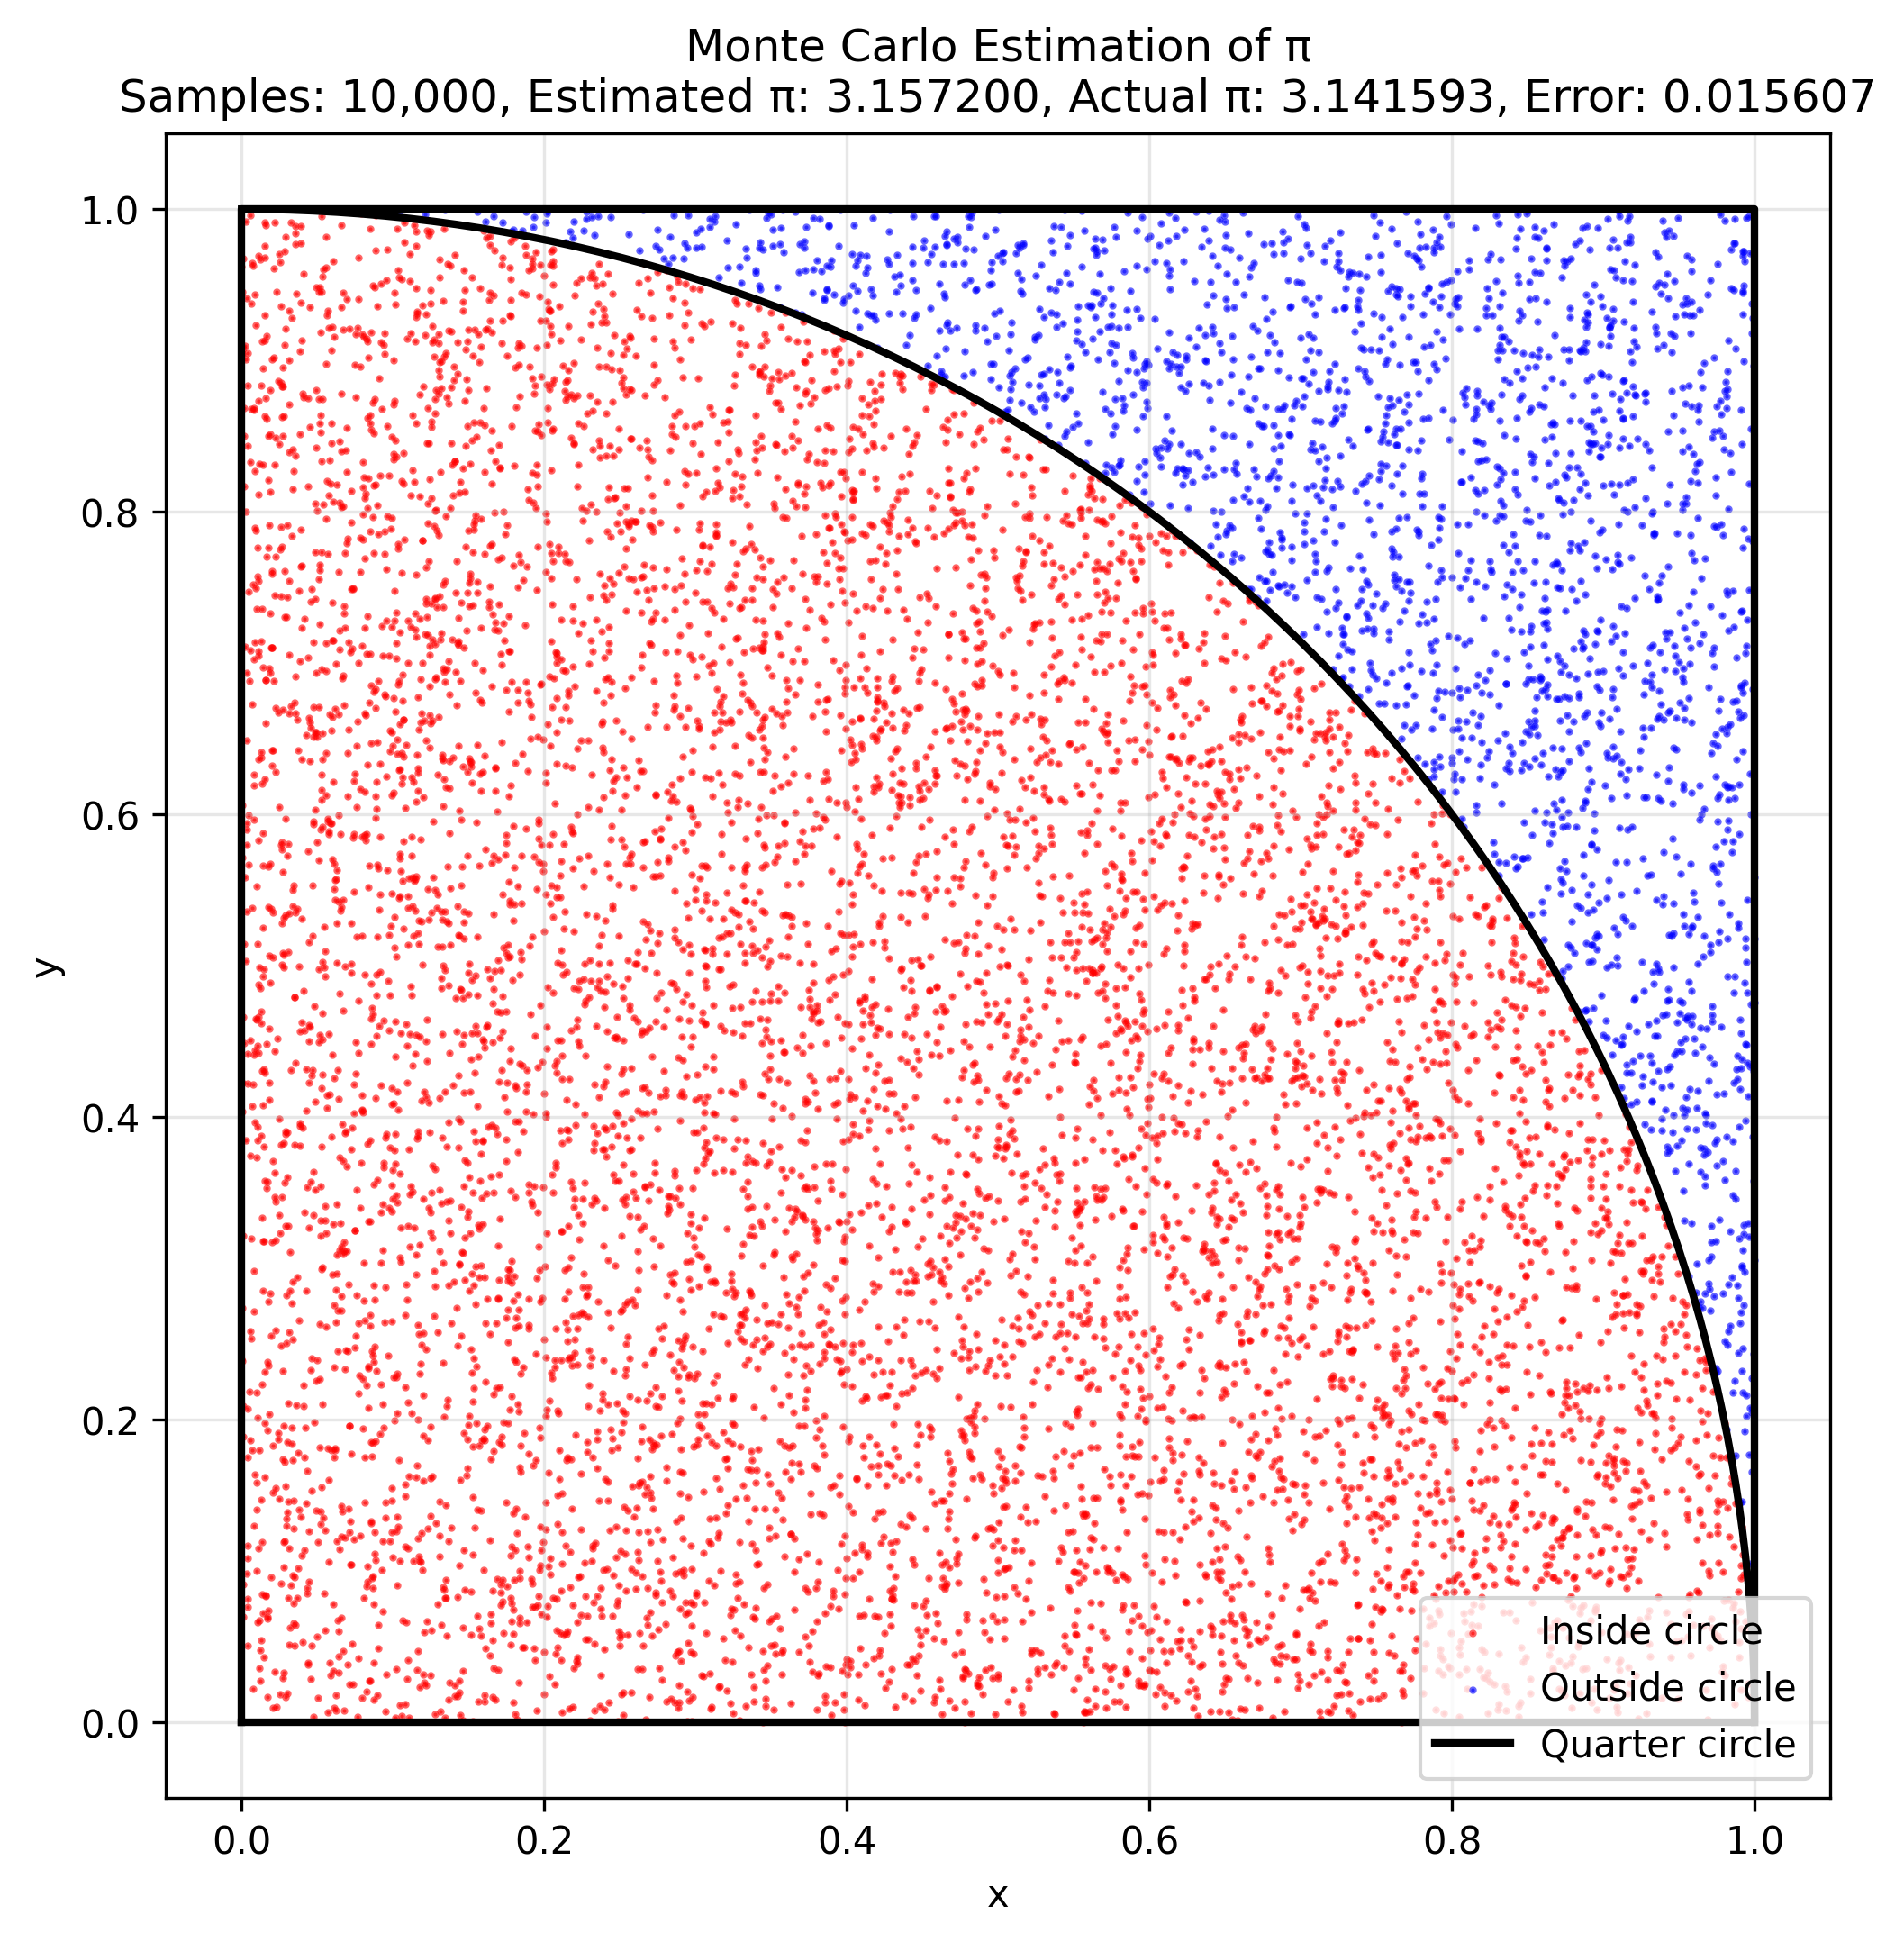 Monte Carlo Estimation of π
Samples: 10,000, Estimated π: 3.157200, Actual π: 3.141593, Error: 0.015607
1.0
0.8
0.6
0.4
0.2
0.0
y
Inside circle
Outside circle
Quarter circle
0.0 0.2 0.4 0.6 0.8 1.0
x